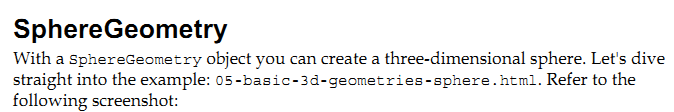 SphereGeometry
With a SphereGeometry object you can create a three-dimensional sphere. Let's dive
straight into the example: 05-basic-3d-geometries-sphere.html. Refer to the
following screenshot: